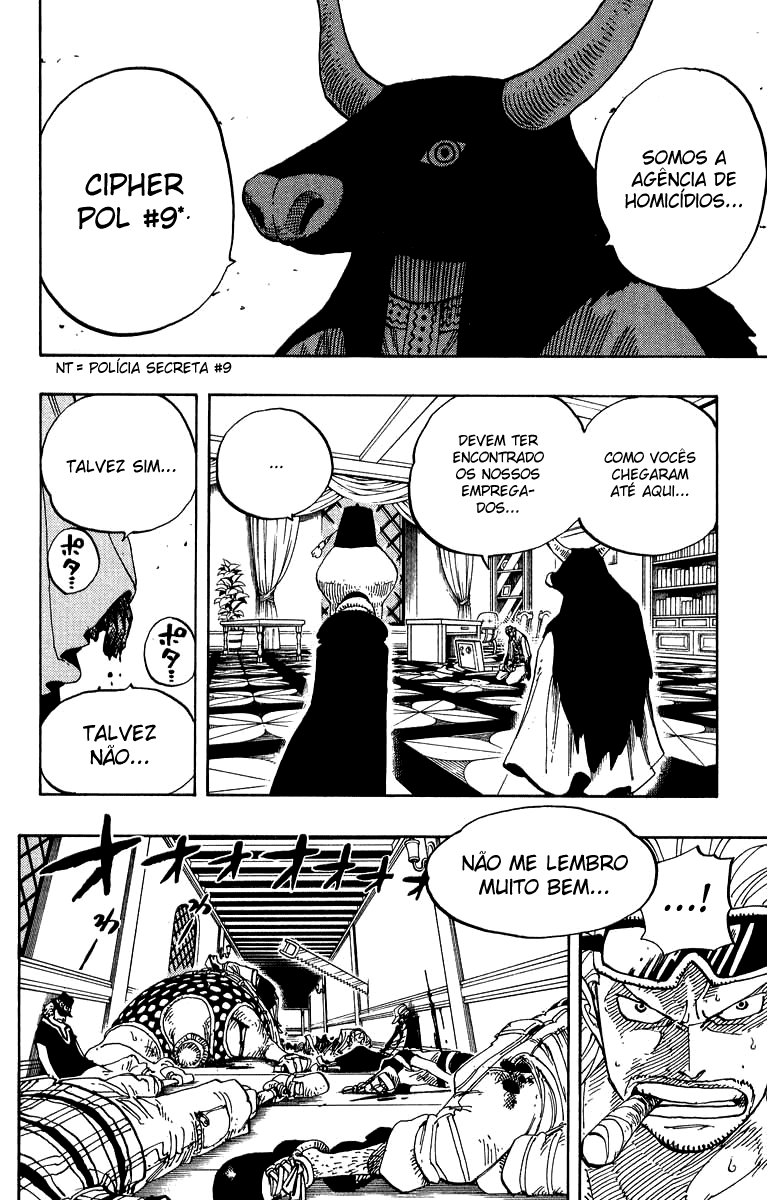 SOMOS A
AGÊNCIA DE
HOMICÍDIOS...
CIPHER
POL #9*.
NT = POLÍCIA SECRETA #9
COMO VOCÊS
CHEGARAM
ATÉ AQUI...
DEVEM TER
ENCONTRADO
OS NOSSOS
EMPREGA-
DOS...
...
TALVEZ SIM...
ポタ…
ポタ…
TALVEZ
NÃO...
...!
NÃO ME LEMBRO
MUITO BEM...